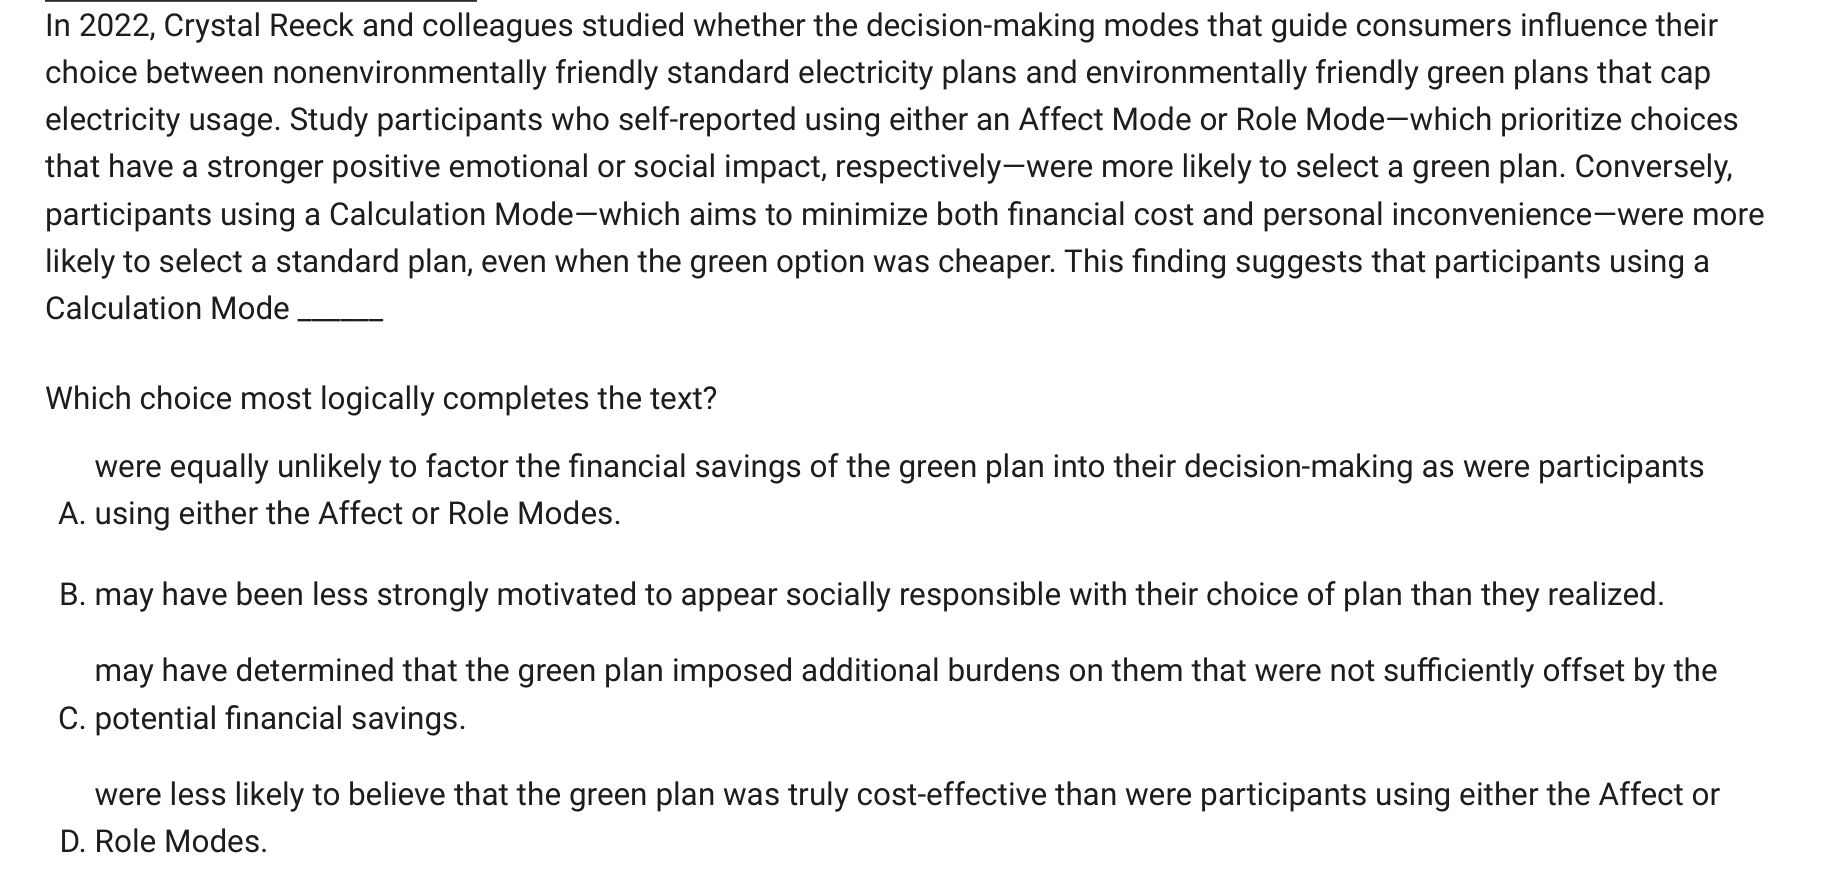 In 2022, Crystal Reeck and colleagues studied whether the decision-making modes that guide consumers influence their
choice between nonenvironmentally friendly standard electricity plans and environmentally friendly green plans that cap
electricity usage. Study participants who self-reported using either an Affect Mode or Role Mode—which prioritize choices
that have a stronger positive emotional or social impact, respectively—were more likely to select a green plan. Conversely,
participants using a Calculation Mode—which aims to minimize both financial cost and personal inconvenience—were more
likely to select a standard plan, even when the green option was cheaper. This finding suggests that participants using a
Calculation Mode ______
Which choice most logically completes the text?
were equally unlikely to factor the financial savings of the green plan into their decision-making as were participants
A. using either the Affect or Role Modes.
B. may have been less strongly motivated to appear socially responsible with their choice of plan than they realized.
may have determined that the green plan imposed additional burdens on them that were not sufficiently offset by the
C. potential financial savings.
were less likely to believe that the green plan was truly cost-effective than were participants using either the Affect or
D. Role Modes.